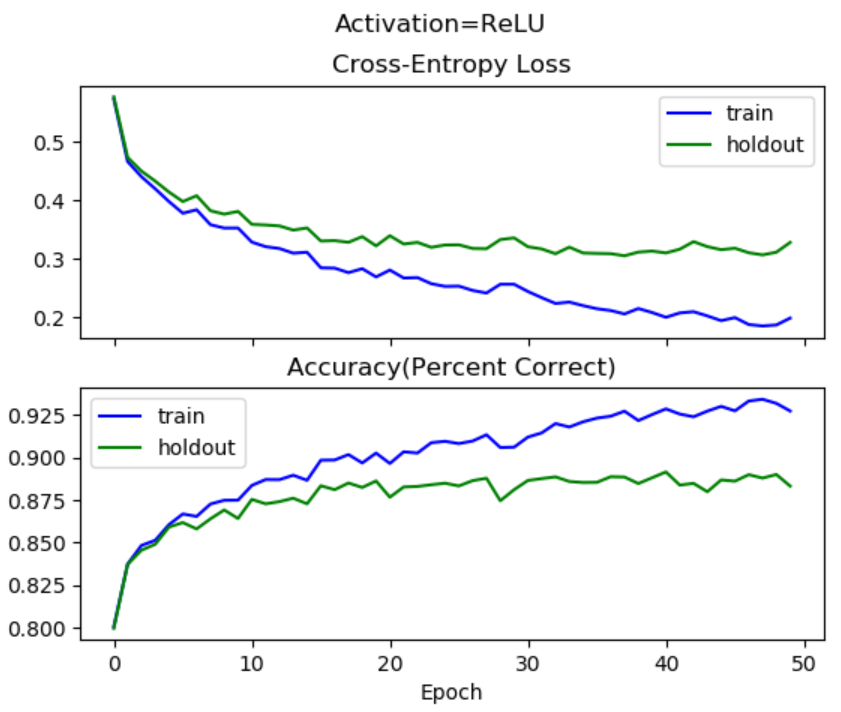 Activation=ReLU
Cross-Entropy Loss
train
holdout
0.5
0.4
0.3
0.2
Accuracy(Percent Correct)
train
holdout
0.925
0.900
0.875
0.850
0.825
0.800
0 10 20 30 40 50
Epoch